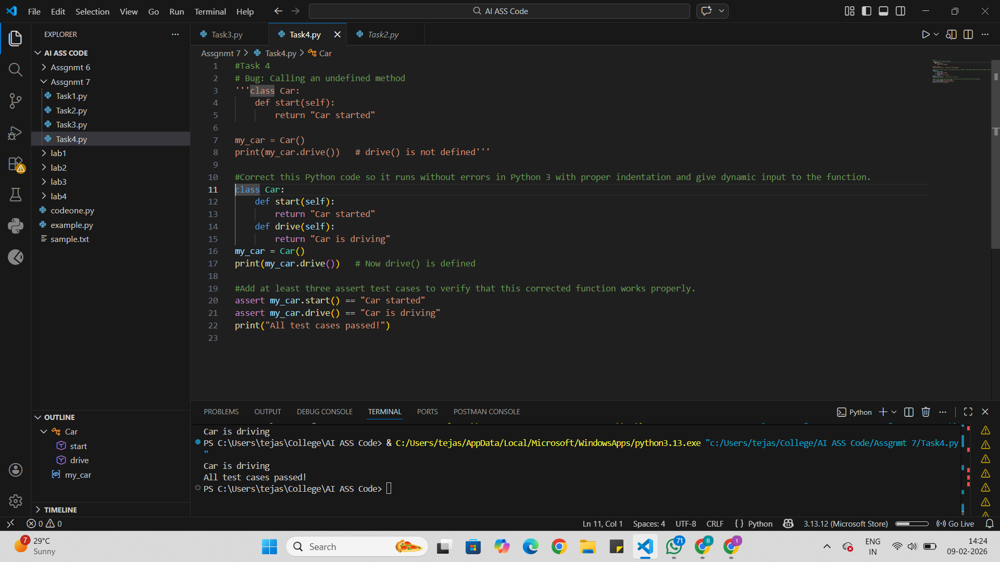 File Edit Selection View Go Run Terminal Help
AI ASS Code
EXPLORER
AI ASS CODE
Assgnmt 6
Assgnmt 7
Task1.py
Task2.py
Task3.py
Task4.py
lab1
lab2
lab3
lab4
codeone.py
example.py
sample.txt
OUTLINE
Car
start
drive
my_car
TIMELINE
Task3.py Task4.py Task2.py
Assgnmt 7 > Task4.py > Car
1 #Task 4
2 # Bug: Calling an undefined method
3 '''class Car:
4     def start(self):
5         return "Car started"
6
7 my_car = Car()
8 print(my_car.drive())   # drive() is not defined'''
9
10 #Correct this Python code so it runs without errors in Python 3 with proper indentation and give dynamic input to the function.
11 class Car:
12     def start(self):
13         return "Car started"
14     def drive(self):
15         return "Car is driving"
16 my_car = Car()
17 print(my_car.drive())   # Now drive() is defined
18
19 #Add at least three assert test cases to verify that this corrected function works properly.
20 assert my_car.start() == "Car started"
21 assert my_car.drive() == "Car is driving"
22 print("All test cases passed!")
23
PROBLEMS OUTPUT DEBUG CONSOLE TERMINAL PORTS POSTMAN CONSOLE
Python
Car is driving
PS C:\Users\tejas\College\AI ASS Code> & C:/Users/tejas/AppData/Local/Microsoft/WindowsApps/python3.13.exe "c:/Users/tejas/College/AI ASS Code/Assgnmt 7/Task4.py
"
Car is driving
All test cases passed!
PS C:\Users\tejas\College\AI ASS Code>
0 0
Ln 11, Col 1 Spaces: 4 UTF-8 CRLF { } Python 3.13.12 (Microsoft Store) Go Live
7
29°C
Sunny
Search
71
B
t
ENG
IN
14:24
09-02-2026